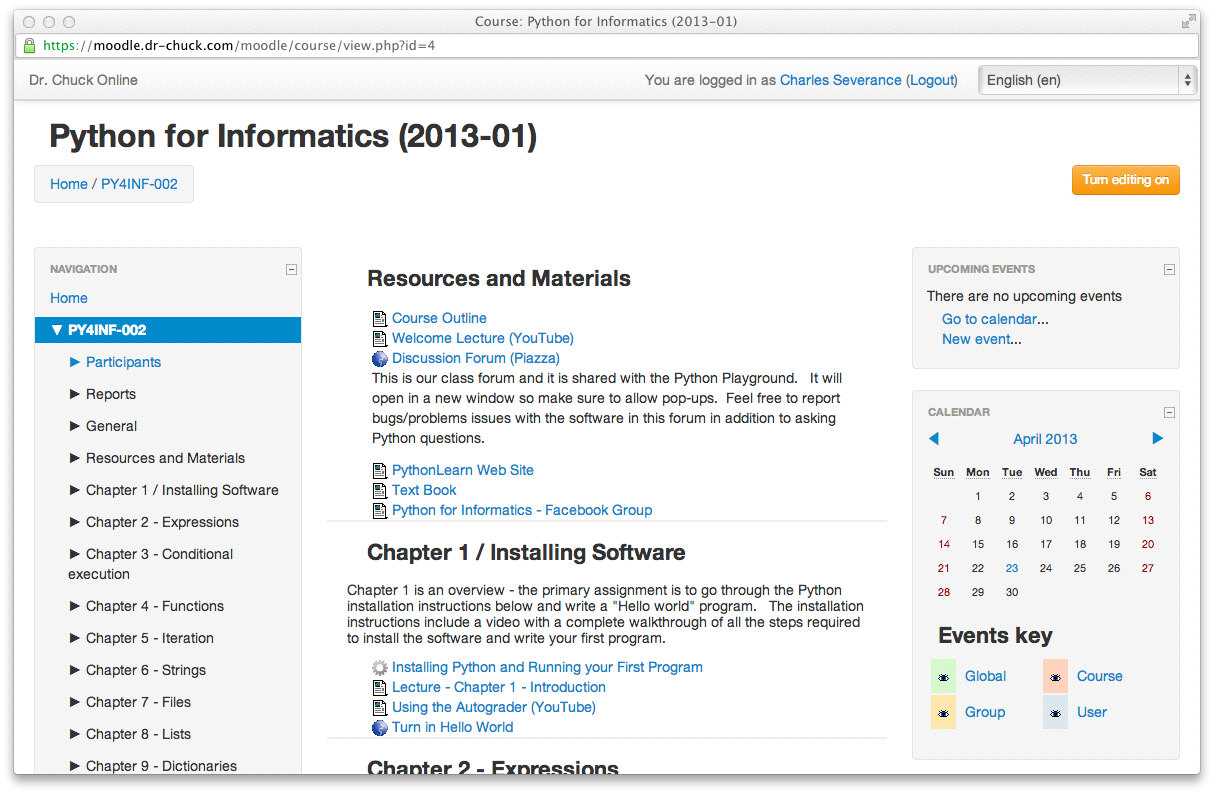 Course: Python for Informatics (2013-01)
https://moodle.dr-chuck.com/moodle/course/view.php?id=4
Dr. Chuck Online
You are logged in as Charles Severance (Logout)
English (en)
Python for Informatics (2013-01)
Home / PY4INF-002
Turn editing on
NAVIGATION
Home
▼ PY4INF-002
► Participants
► Reports
► General
► Resources and Materials
► Chapter 1 / Installing Software
► Chapter 2 - Expressions
► Chapter 3 - Conditional
execution
► Chapter 4 - Functions
► Chapter 5 - Iteration
► Chapter 6 - Strings
► Chapter 7 - Files
► Chapter 8 - Lists
► Chapter 9 - Dictionaries
Resources and Materials
Course Outline
Welcome Lecture (YouTube)
Discussion Forum (Piazza)
This is our class forum and it is shared with the Python Playground. It will
open in a new window so make sure to allow pop-ups. Feel free to report
bugs/problems issues with the software in this forum in addition to asking
Python questions.
PythonLearn Web Site
Text Book
Python for Informatics - Facebook Group
Chapter 1 / Installing Software
Chapter 1 is an overview - the primary assignment is to go through the Python
installation instructions below and write a "Hello world" program. The installation
instructions include a video with a complete walkthrough of all the steps required
to install the software and write your first program.
Installing Python and Running your First Program
Lecture - Chapter 1 - Introduction
Using the Autograder (YouTube)
Turn in Hello World
Chapter 2 - Expressions
UPCOMING EVENTS
There are no upcoming events
Go to calendar...
New event...
CALENDAR
April 2013
Sun Mon Tue Wed Thu Fri Sat
1 2 3 4 5 6
7 8 9 10 11 12 13
14 15 16 17 18 19 20
21 22 23 24 25 26 27
28 29 30
Events key
Global Course
Group User